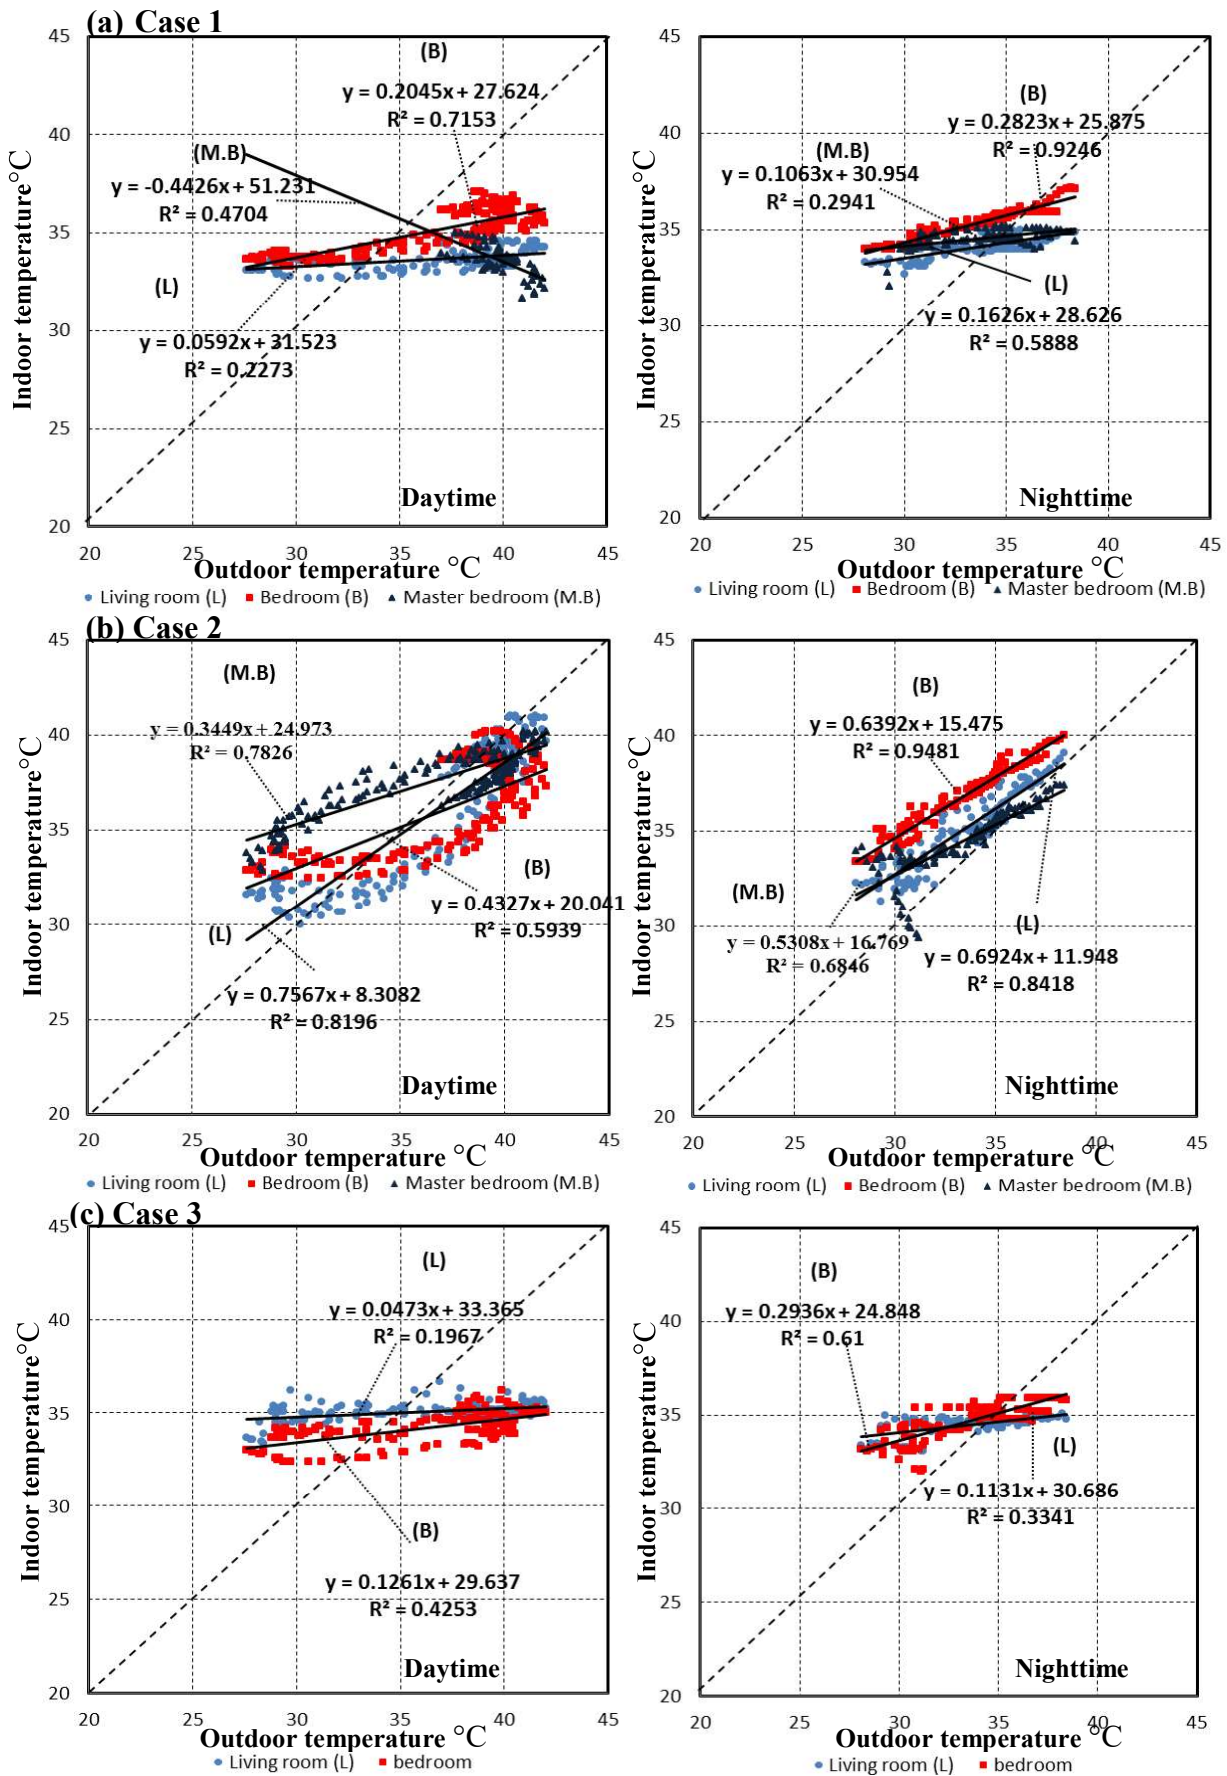 (a) Case 1
45
40
35
30
25
20
Indoor temperature°C
(B)
y = 0.2045x + 27.624
R² = 0.7153
(M.B)
y = -0.4426x + 51.231
R² = 0.4704
(L)
y = 0.0592x + 31.523
R² = 0.2273
Daytime
20 25 30 35 40 45
Outdoor temperature °C
Living room (L) Bedroom (B) Master bedroom (M.B)
45
40
35
30
25
20
Indoor temperature°C
(B)
y = 0.2823x + 25.875
R² = 0.9246
(M.B)
y = 0.1063x + 30.954
R² = 0.2941
(L)
y = 0.1626x + 28.626
R² = 0.5888
Nighttime
20 25 30 35 40 45
Outdoor temperature °C
Living room (L) Bedroom (B) Master bedroom (M.B)
(b) Case 2
45
40
35
30
25
20
Indoor temperature°C
(M.B)
y = 0.3449x + 24.973
R² = 0.7826
(B)
y = 0.4327x + 20.041
R² = 0.5939
(L)
y = 0.7567x + 8.3082
R² = 0.8196
Daytime
20 25 30 35 40 45
Outdoor temperature °C
Living room (L) Bedroom (B) Master bedroom (M.B)
45
40
35
30
25
20
Indoor temperature°C
(B)
y = 0.6392x + 15.475
R² = 0.9481
(M.B)
y = 0.5308x + 16.769
R² = 0.6846
(L)
y = 0.6924x + 11.948
R² = 0.8418
Nighttime
20 25 30 35 40 45
Outdoor temperature °C
Living room (L) Bedroom (B) Master bedroom (M.B)
(c) Case 3
45
40
35
30
25
20
Indoor temperature°C
(L)
y = 0.0473x + 33.365
R² = 0.1967
(B)
y = 0.1261x + 29.637
R² = 0.4253
Daytime
20 25 30 35 40 45
Outdoor temperature °C
Living room (L) bedroom
45
40
35
30
25
20
Indoor temperature°C
(B)
y = 0.2936x + 24.848
R² = 0.61
(L)
y = 0.1131x + 30.686
R² = 0.3341
Nighttime
20 25 30 35 40 45
Outdoor temperature °C
Living room (L) bedroom